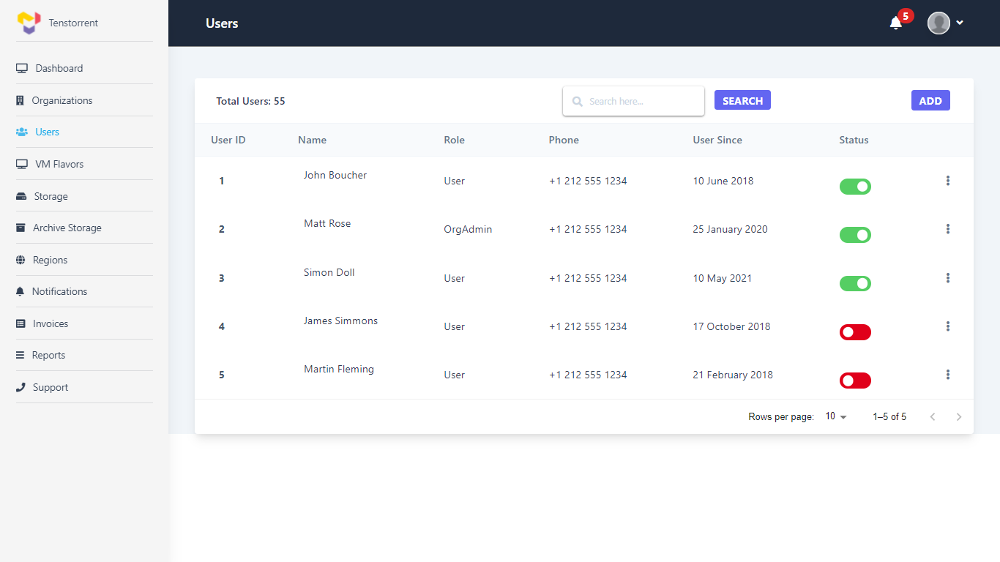 Tenstorrent
Dashboard
Organizations
Users
VM Flavors
Storage
Archive Storage
Regions
Notifications
Invoices
Reports
Support
Users
5
Total Users: 55
Search here...
SEARCH
ADD
User ID Name Role Phone User Since Status
1 John Boucher User +1 212 555 1234 10 June 2018
2 Matt Rose OrgAdmin +1 212 555 1234 25 January 2020
3 Simon Doll User +1 212 555 1234 10 May 2021
4 James Simmons User +1 212 555 1234 17 October 2018
5 Martin Fleming User +1 212 555 1234 21 February 2018
Rows per page: 10 1–5 of 5